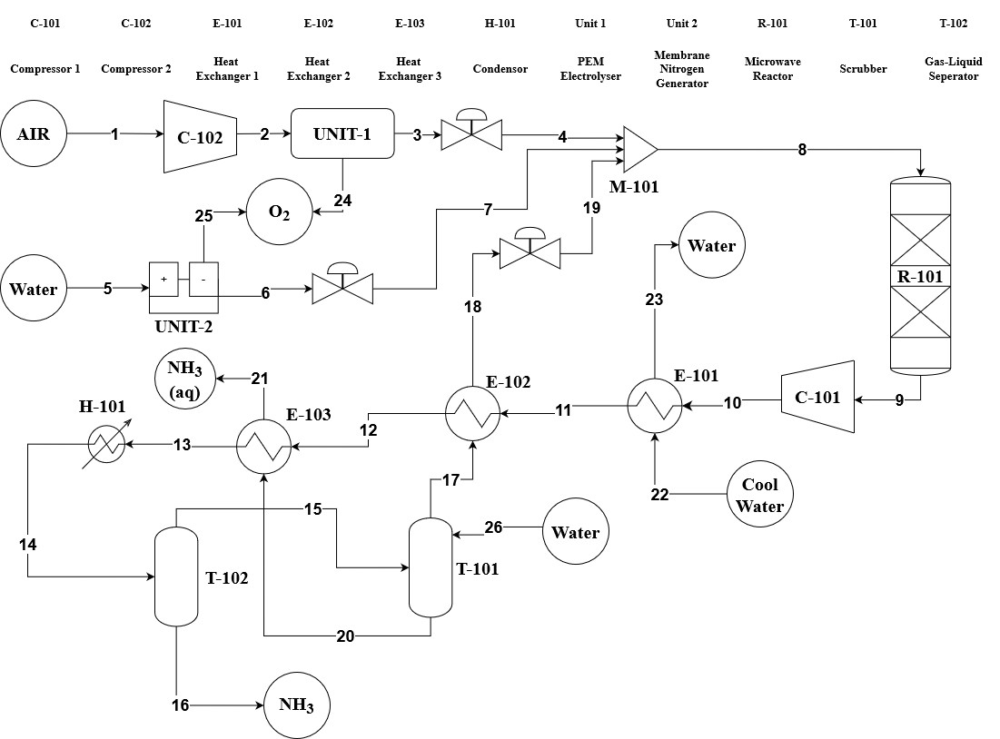 C-101 C-102 E-101 E-102 E-103 H-101 Unit 1 Unit 2 R-101 T-101 T-102
Compressor 1 Compressor 2 Heat Exchanger 1 Heat Exchanger 2 Heat Exchanger 3 Condensor PEM Electrolyser Membrane Nitrogen Generator Microwave Reactor Scrubber Gas-Liquid Seperator
AIR 1 C-102 2 UNIT-1 3 4
M-101 8
24
25 O2
7 19
Water 5 + - 6
UNIT-2
Water
R-101
18 23
NH3 (aq) 21
E-102 E-101
H-101 E-103
12 11 10 C-101 9
13
22 Cool Water
17
15
14
26 Water
T-102 T-101
20
16 NH3